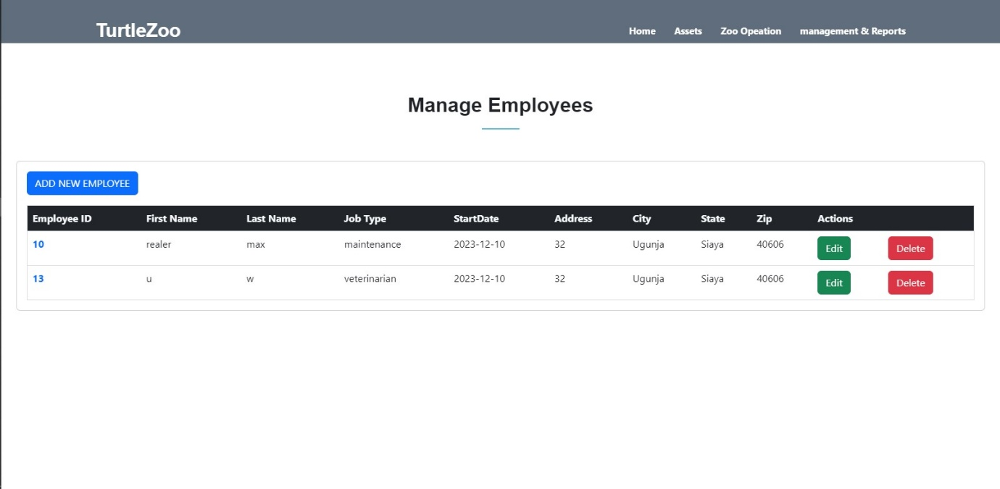 TurtleZoo
Home Assets Zoo Opeation management & Reports
Manage Employees
ADD NEW EMPLOYEE
Employee ID First Name Last Name Job Type StartDate Address City State Zip Actions
10 realer max maintenance 2023-12-10 32 Ugunja Siaya 40606 Edit Delete
13 u w veterinarian 2023-12-10 32 Ugunja Siaya 40606 Edit Delete